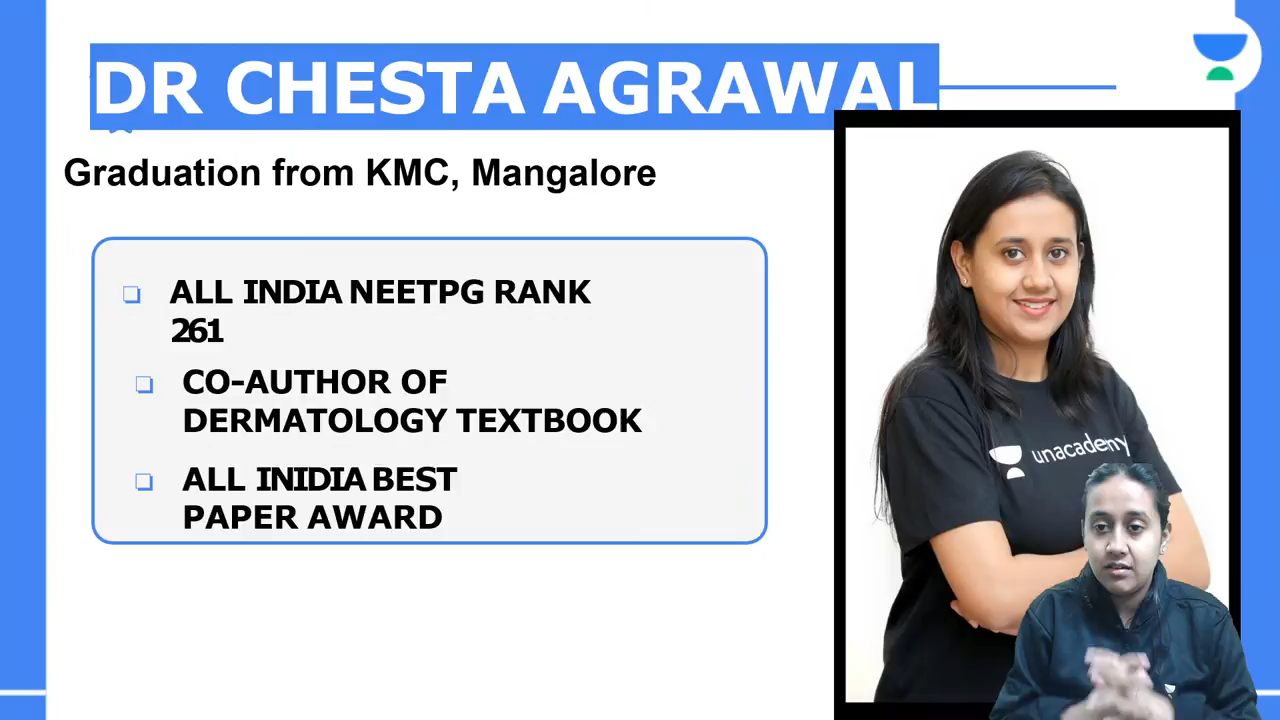 DR CHESTA AGRAWAL
Graduation from KMC, Mangalore
ALL INDIA NEETPG RANK
261
CO-AUTHOR OF
DERMATOLOGY TEXTBOOK
ALL INIDIA BEST
PAPER AWARD
unacademy